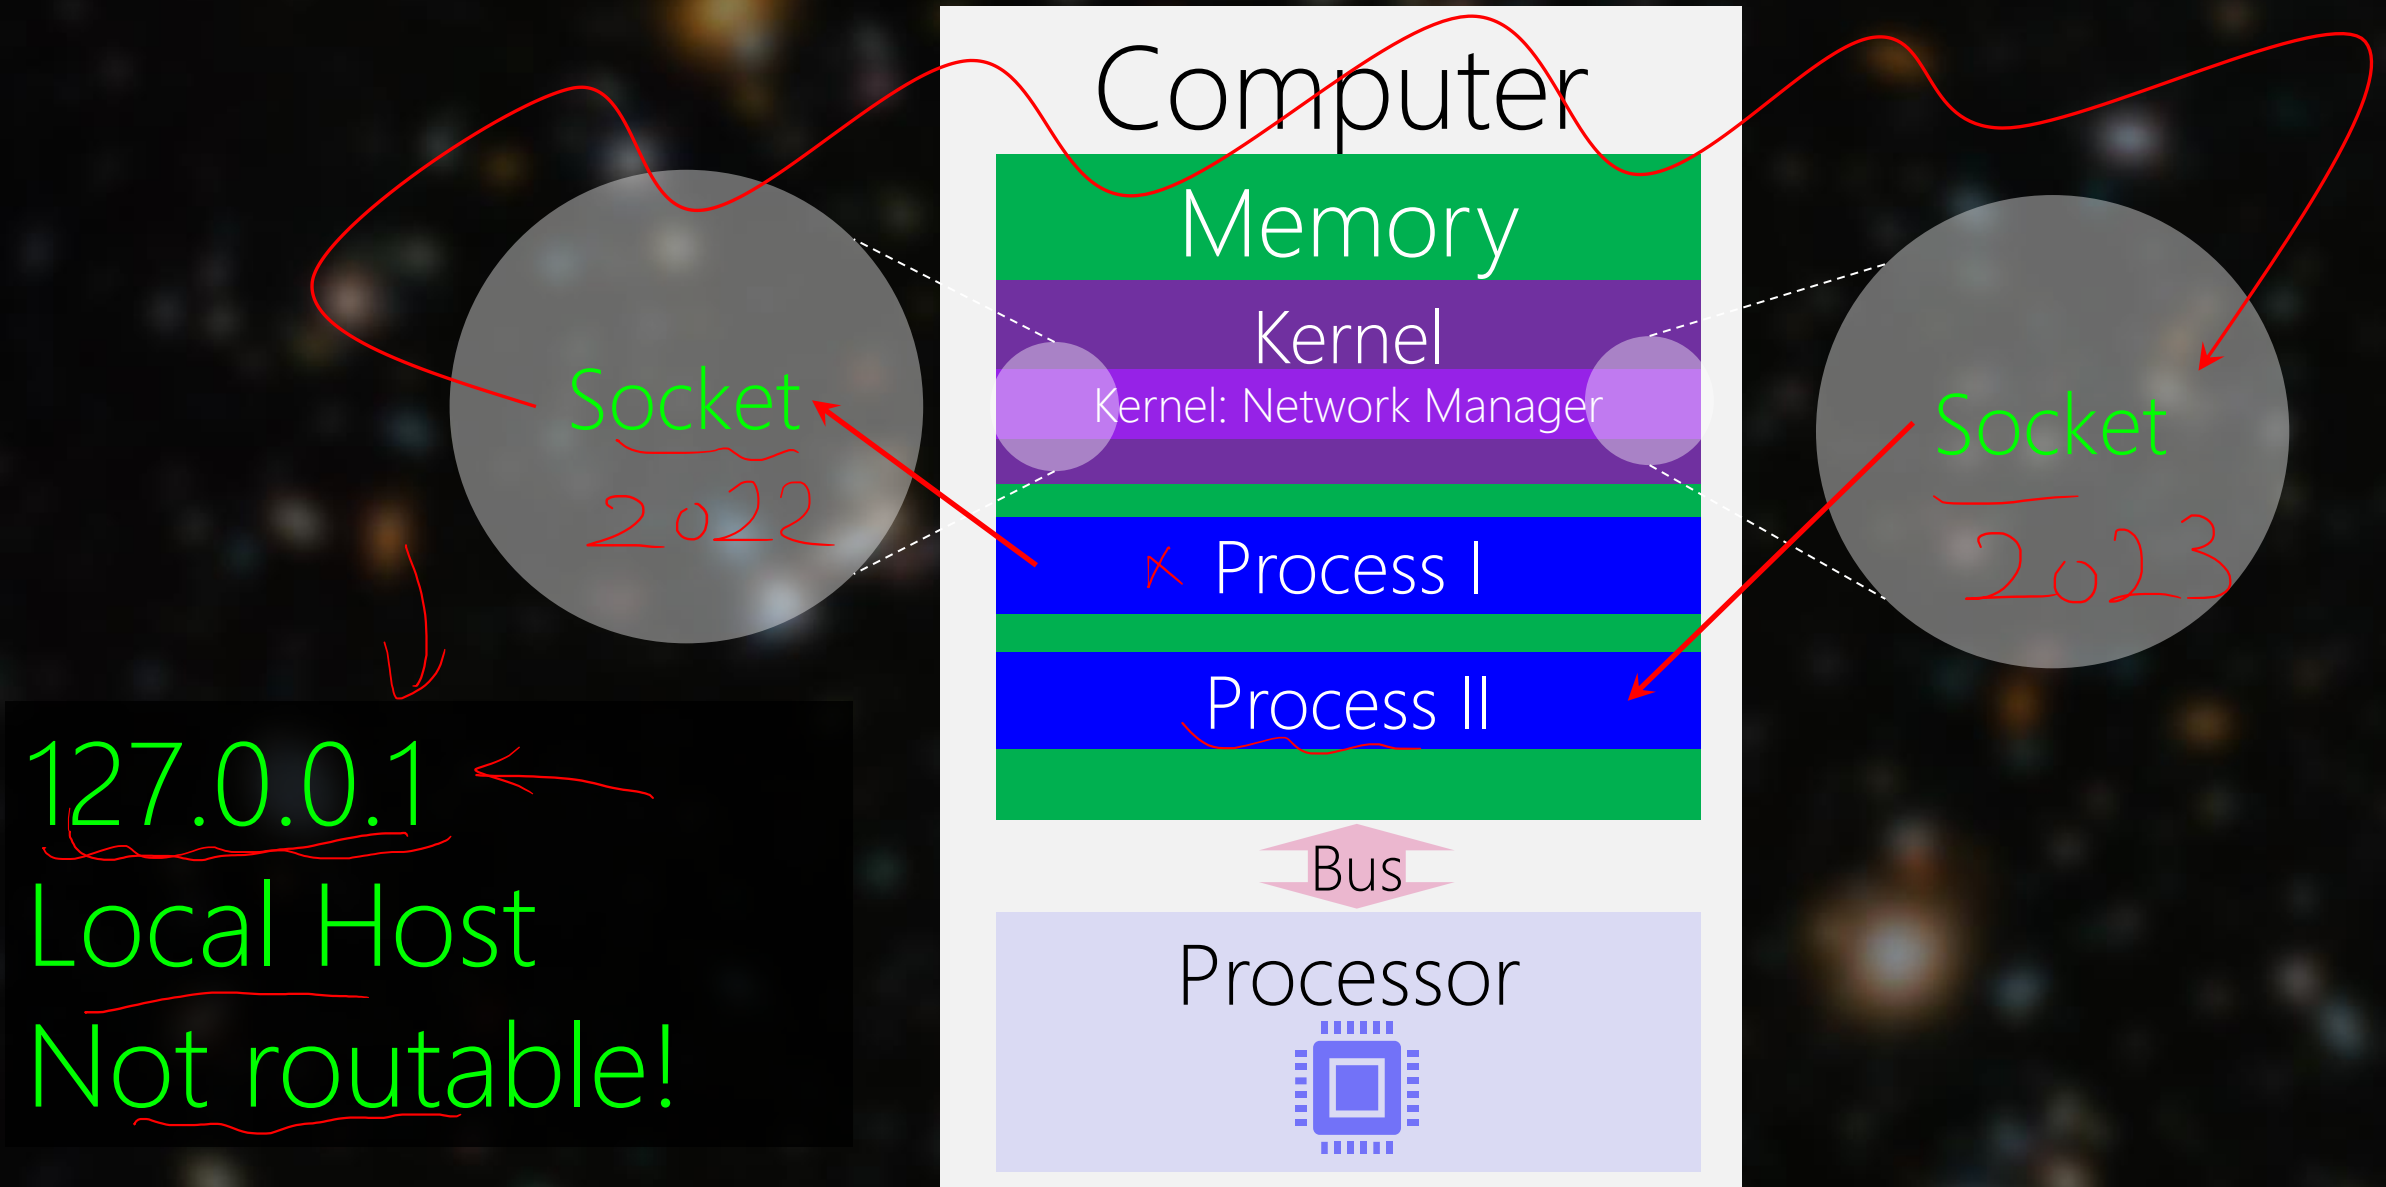 Computer
Memory
Kernel
Kernel: Network Manager
Socket
2022
Socket
2023
Process I
Process II
127.0.0.1
Local Host
Not routable!
Bus
Processor